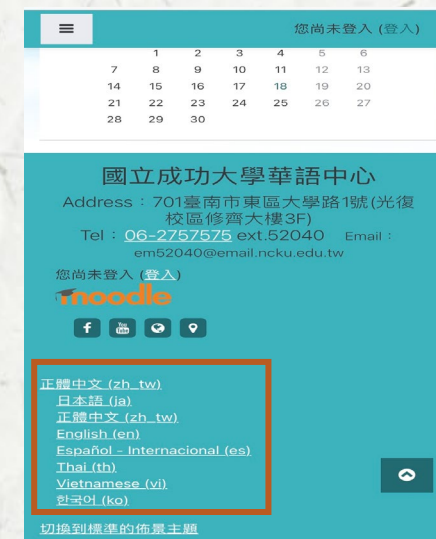 您尚未登入 (登入)
1 2 3 4 5 6
7 8 9 10 11 12 13
14 15 16 17 18 19 20
21 22 23 24 25 26 27
28 29 30
國立成功大學華語中心
Address：701臺南市東區大學路1號(光復
校區修齊大樓3F)
Tel：06-2757575 ext.52040 Email：
em52040@email.ncku.edu.tw
您尚未登入 (登入)
moodle
f You Tube
正體中文 (zh_tw)
日本語 (ja)
正體中文 (zh_tw)
English (en)
Español - Internacional (es)
Thai (th)
Vietnamese (vi)
한국어 (ko)
切換到標準的佈景主題